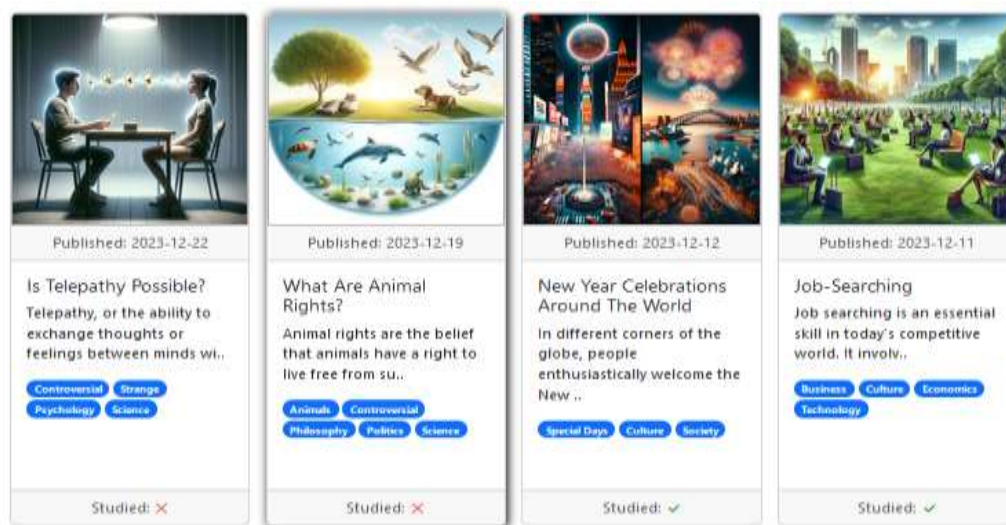 Published: 2023-12-22
Is Telepathy Possible?
Telepathy, or the ability to
exchange thoughts or
feelings between minds wi..
Controversial Strange
Psychology Science
Studied: ✕
Published: 2023-12-19
What Are Animal
Rights?
Animal rights are the belief
that animals have a right to
live free from su..
Animals Controversial
Philosophy Politics Science
Studied: ✕
Published: 2023-12-12
New Year Celebrations
Around The World
In different corners of the
globe, people
enthusiastically welcome the
New ..
Special Days Culture Society
Studied: ✓
Published: 2023-12-11
Job-Searching
Job searching is an essential
skill in today's competitive
world. It involv..
Business Culture Economics
Technology
Studied: ✓